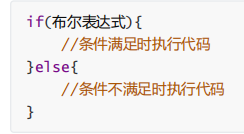 if(布尔表达式){
    //条件满足时执行代码
}else{
    //条件不满足时执行代码
}